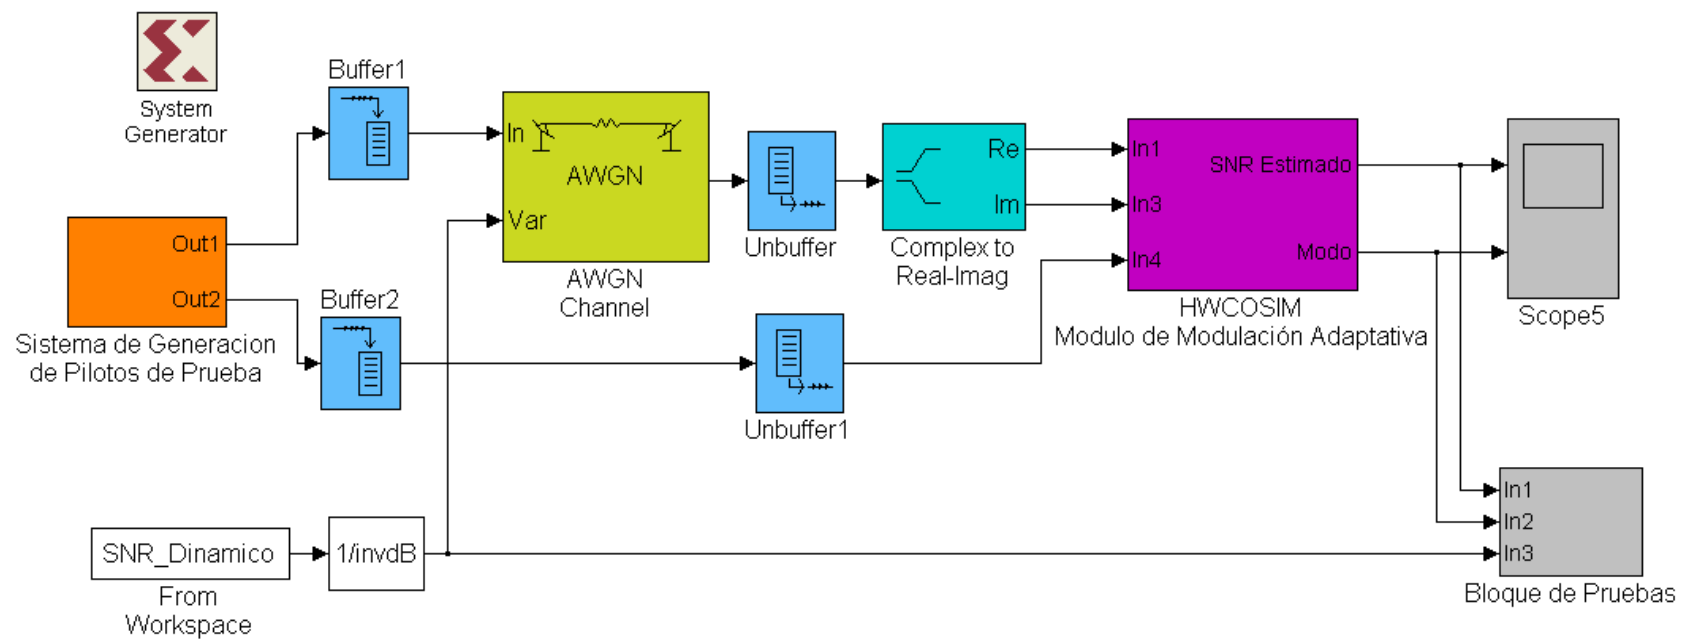 System
Generator
Buffer1
In
AWGN
Var
AWGN
Channel
Out1
Out2
Sistema de Generacion
de Pilotos de Prueba
Buffer2
Unbuffer
Unbuffer1
Re
Im
Complex to
Real-Imag
In1
In3
In4
SNR Estimado
Modo
HWCOSIM
Modulo de Modulación Adaptativa
Scope5
SNR_Dinamico
From
Workspace
1/invdB
In1
In2
In3
Bloque de Pruebas